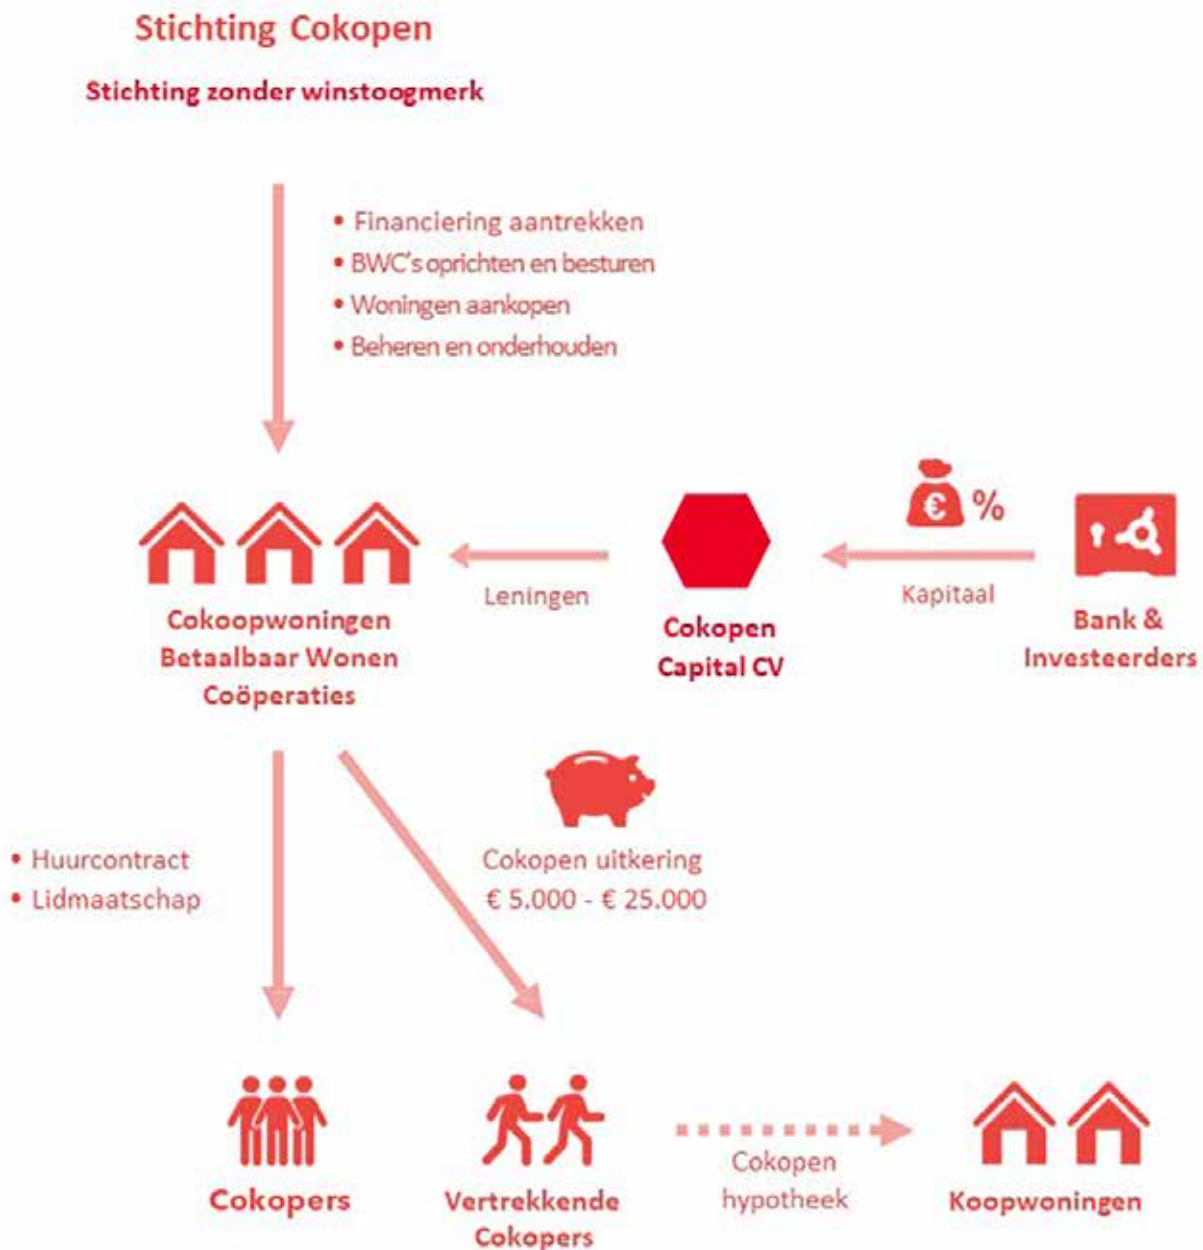 Stichting Cokopen
Stichting zonder winstoogmerk
• Financiering aantrekken
• BWC's oprichten en besturen
• Woningen aankopen
• Beheren en onderhouden
€ %
Leningen
Kapitaal
Cokoopwoningen
Betaalbaar Wonen
Coöperaties
Cokopen
Capital CV
Bank &
Investeerders
• Huurcontract
• Lidmaatschap
Cokopen uitkering
€ 5.000 - € 25.000
Cokopers
Vertrekkende
Cokopers
Cokopen
hypotheek
Koopwoningen